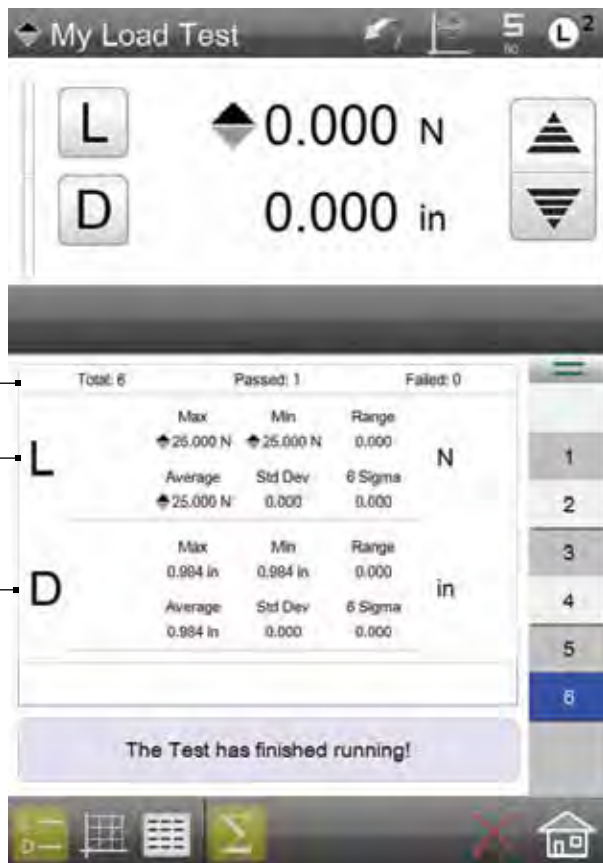 My Load Test 5 no L 2
L 0.000 N
D 0.000 in
Total: 6 Passed: 1 Failed: 0
Max Min Range
25.000 N 25.000 N 0.000
L N
Average Std Dev 6 Sigma
25.000 N 0.000 0.000
Max Min Range
0.984 in 0.984 in 0.000
D in
Average Std Dev 6 Sigma
0.984 in 0.000 0.000
1
2
3
4
5
6
The Test has finished running!
D Σ